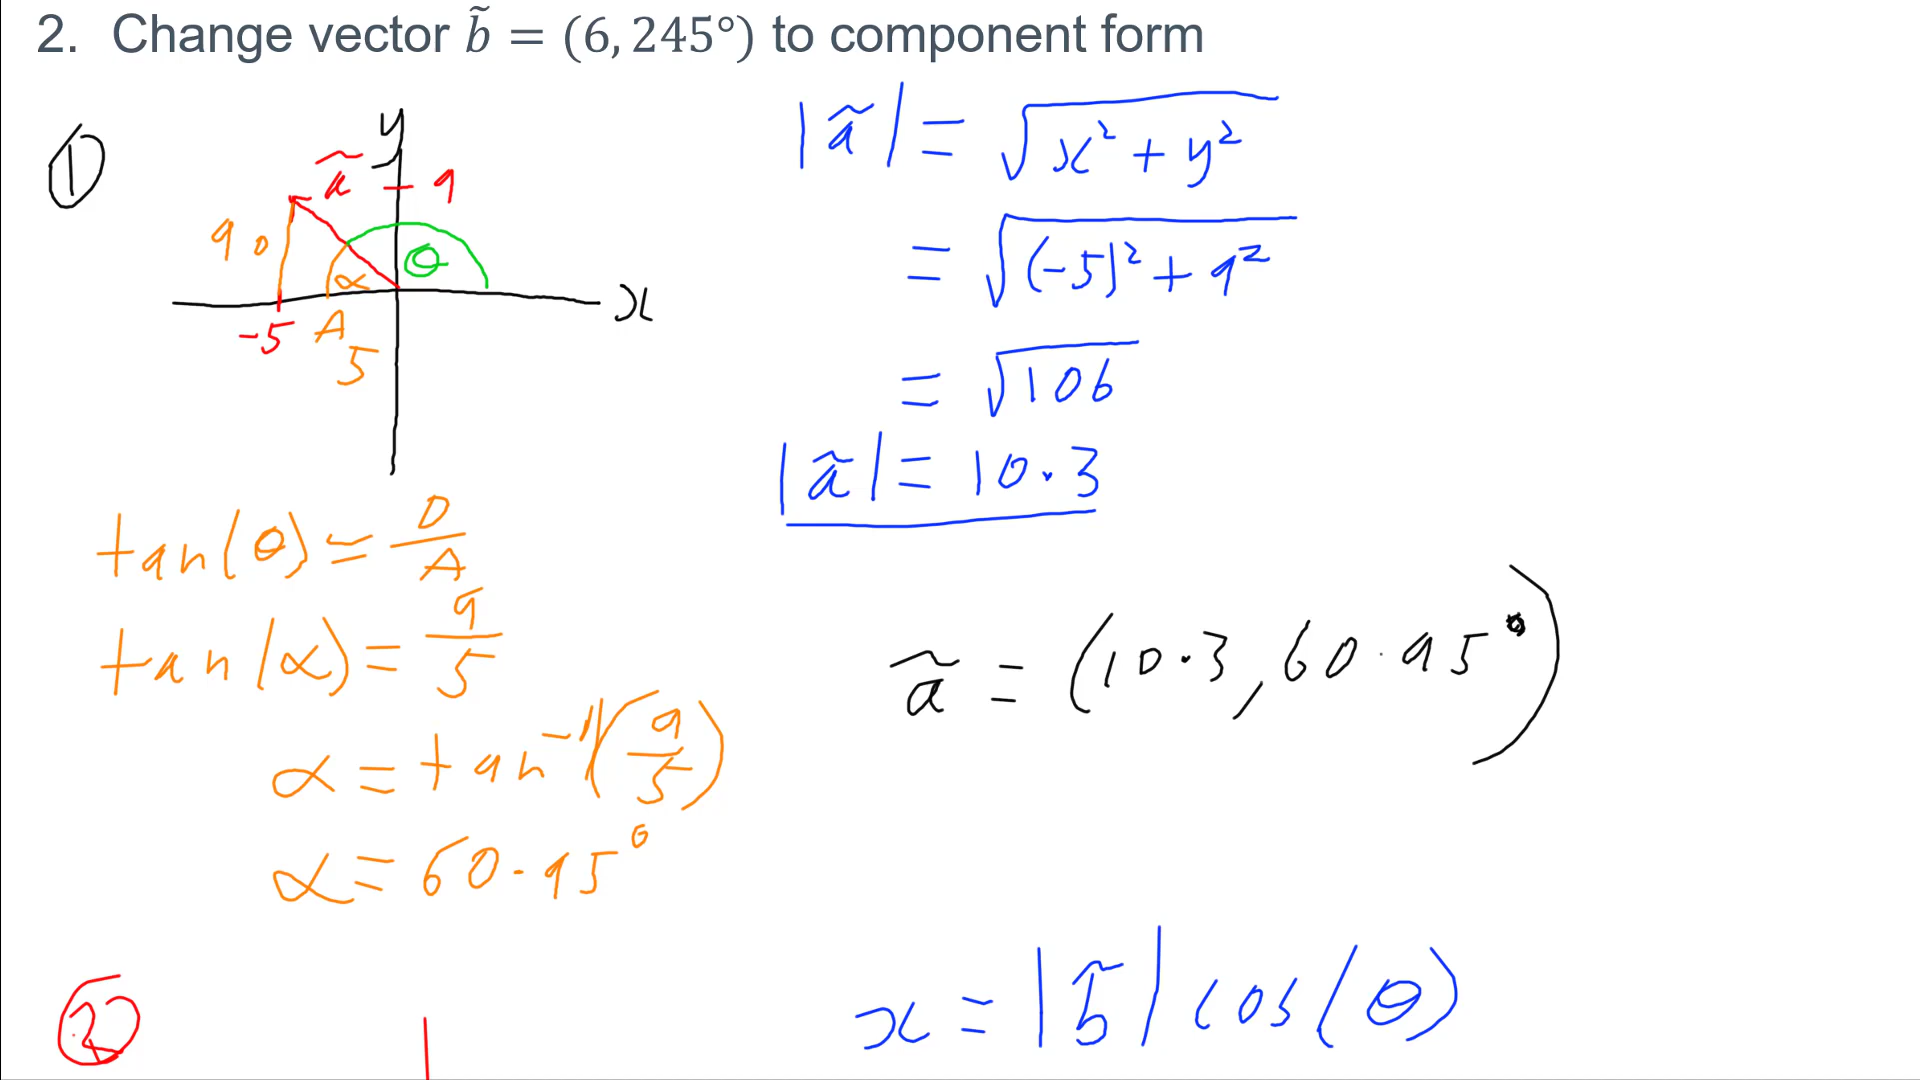 2. Change vector b̃ = (6, 245°) to component form
①
y
ã
9
9 O
θ
α
x
-5
A
5
|ã| = √(x² + y²)
= √((-5)² + 9²)
= √106
|ã| = 10.3
tan(θ) = O/A
tan(α) = 9/5
α = tan⁻¹(9/5)
α = 60.95°
ã = (10.3, 60.95°)
②
x = |b̃| cos(θ)